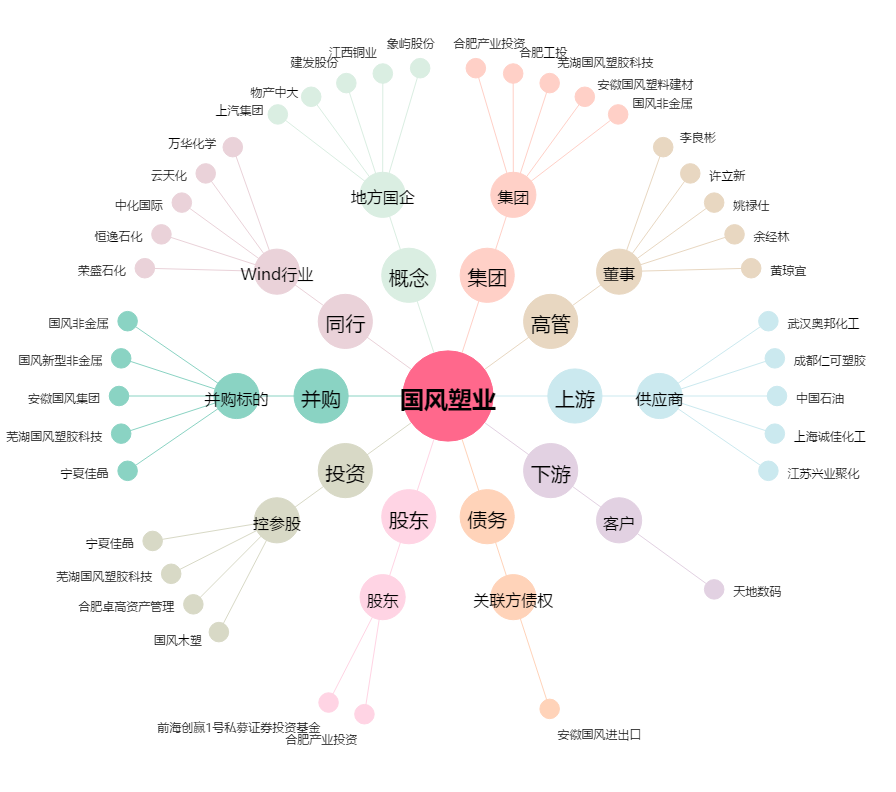 象屿股份
合肥产业投资
江西铜业
合肥工投
建发股份
芜湖国风塑胶科技
物产中大
安徽国风塑料建材
上汽集团
国风非金属
万华化学
李良彬
云天化
许立新
地方国企
集团
中化国际
姚禄仕
恒逸石化
余经林
荣盛石化
Wind行业
概念
集团
董事
黄琼宜
国风非金属
同行
高管
武汉奥邦化工
国风新型非金属
成都仁可塑胶
安徽国风集团
并购标的
并购
国风塑业
上游
供应商
中国石油
芜湖国风塑胶科技
上海诚佳化工
宁夏佳晶
投资
下游
江苏兴业聚化
控参股
股东
债务
客户
宁夏佳晶
芜湖国风塑胶科技
天地数码
合肥卓高资产管理
股东
关联方债权
国风木塑
前海创赢1号私募证券投资基金
合肥产业投资
安徽国风进出口